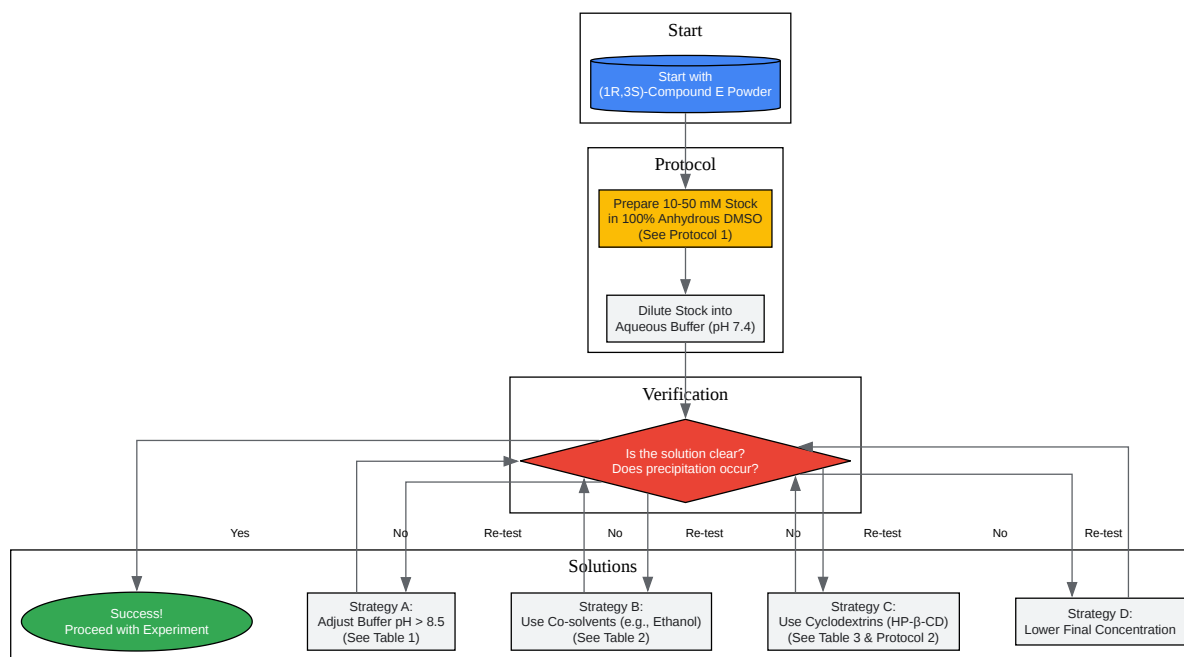 Start
Start with
(1R,3S)-Compound E Powder
Protocol
Prepare 10-50 mM Stock
in 100% Anhydrous DMSO
(See Protocol 1)
Dilute Stock into
Aqueous Buffer (pH 7.4)
Verification
Is the solution clear?
Does precipitation occur?
Yes
No
Re-test
No
Re-test
No
Re-test
No
Re-test
Solutions
Success!
Proceed with Experiment
Strategy A:
Adjust Buffer pH > 8.5
(See Table 1)
Strategy B:
Use Co-solvents (e.g., Ethanol)
(See Table 2)
Strategy C:
Use Cyclodextrins (HP-β-CD)
(See Table 3 & Protocol 2)
Strategy D:
Lower Final Concentration